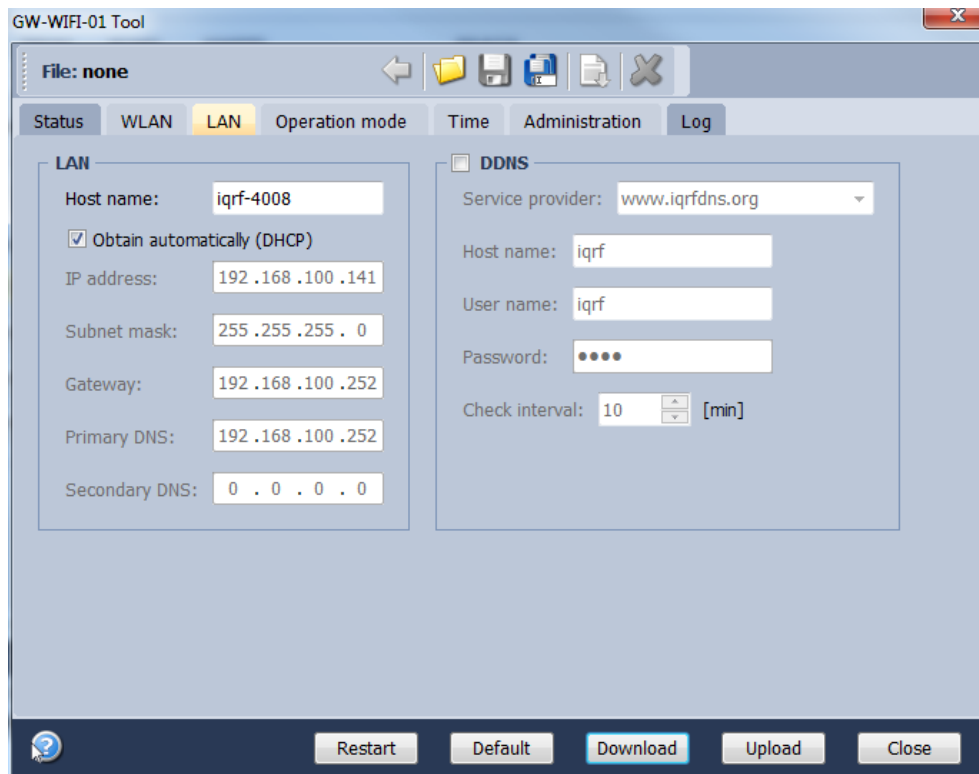 GW-WIFI-01 Tool
File: none
Status WLAN LAN Operation mode Time Administration Log
LAN
Host name: iqrf-4008
Obtain automatically (DHCP)
IP address: 192 .168 .100 .141
Subnet mask: 255 .255 .255 . 0
Gateway: 192 .168 .100 .252
Primary DNS: 192 .168 .100 .252
Secondary DNS: 0 . 0 . 0 . 0
DDNS
Service provider: www.iqrfdns.org
Host name: iqrf
User name: iqrf
Password: ●●●●
Check interval: 10 [min]
Restart Default Download Upload Close